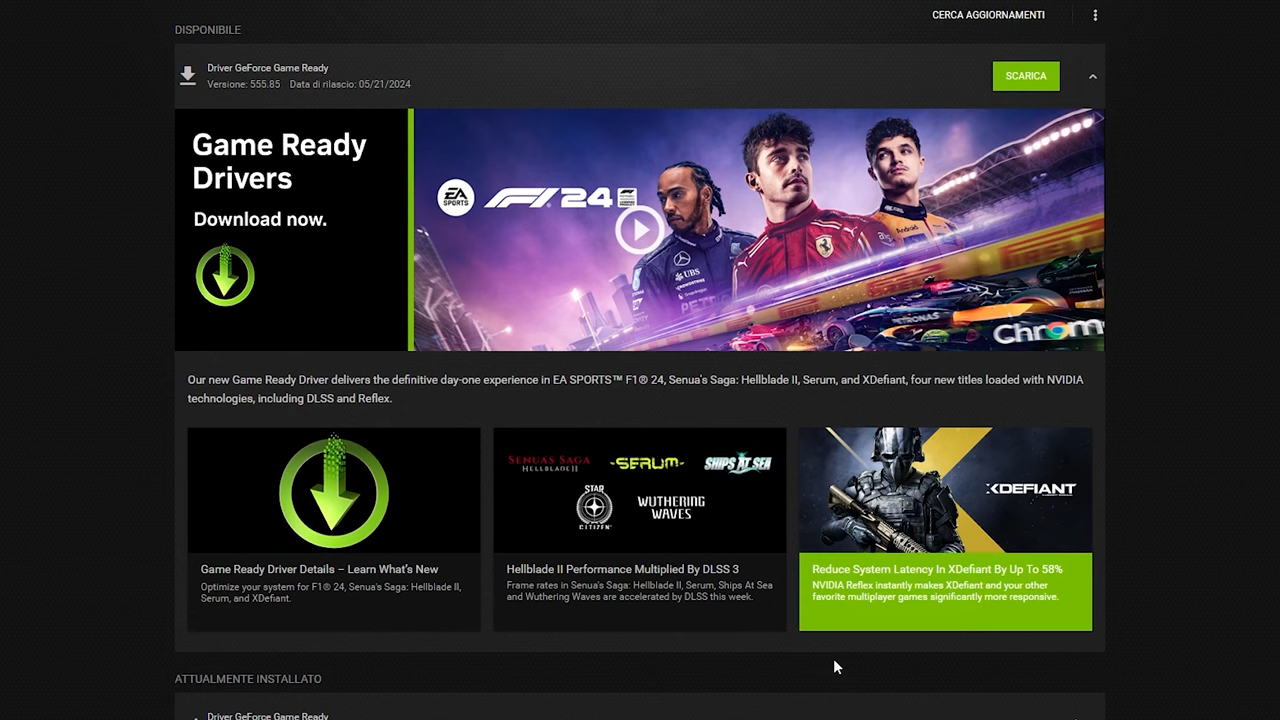 CERCA AGGIORNAMENTI
DISPONIBILE
Driver GeForce Game Ready
Versione: 555.85 Data di rilascio: 05/21/2024
SCARICA
Game Ready
Drivers
Download now.
EA
SPORTS
F1 24
UBS
CROWDSTRIKE
PETR
Android
PETRONAS
Chrom
Our new Game Ready Driver delivers the definitive day-one experience in EA SPORTS™ F1® 24, Senua's Saga: Hellblade II, Serum, and XDefiant, four new titles loaded with NVIDIA
technologies, including DLSS and Reflex.
SENUA'S SAGA
HELLBLADE II
SERUM
SHIPS AT SEA
STAR
CITIZEN
WUTHERING
WAVES
XDEFIANT
Game Ready Driver Details – Learn What's New
Optimize your system for F1® 24, Senua's Saga: Hellblade II,
Serum, and XDefiant.
Hellblade II Performance Multiplied By DLSS 3
Frame rates in Senua's Saga: Hellblade II, Serum, Ships At Sea
and Wuthering Waves are accelerated by DLSS this week.
Reduce System Latency In XDefiant By Up To 58%
NVIDIA Reflex instantly makes XDefiant and your other
favorite multiplayer games significantly more responsive.
ATTUALMENTE INSTALLATO
Driver GeForce Game Ready